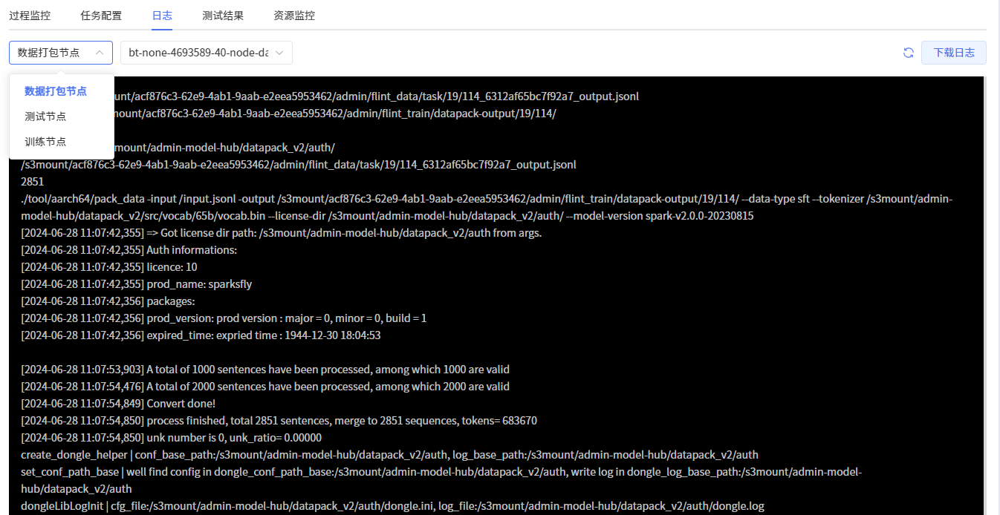 过程监控 任务配置 日志 测试结果 资源监控
数据打包节点 bt-none-4693589-40-node-da 下载日志
数据打包节点
测试节点
训练节点
unt/acf876c3-62e9-4ab1-9aab-e2eea5953462/admin/flint_data/task/19/114_6312af65bc7f92a7_output.jsonl
mount/acf876c3-62e9-4ab1-9aab-e2eea5953462/admin/flint_train/datapack-output/19/114/
mount/admin-model-hub/datapack_v2/auth/
/s3mount/acf876c3-62e9-4ab1-9aab-e2eea5953462/admin/flint_data/task/19/114_6312af65bc7f92a7_output.jsonl
2851
./tool/aarch64/pack_data -input /input.jsonl -output /s3mount/acf876c3-62e9-4ab1-9aab-e2eea5953462/admin/flint_train/datapack-output/19/114/ --data-type sft --tokenizer /s3mount/admin-
model-hub/datapack_v2/src/vocab/65b/vocab.bin --license-dir /s3mount/admin-model-hub/datapack_v2/auth/ --model-version spark-v2.0.0-20230815
[2024-06-28 11:07:42,355] => Got license dir path: /s3mount/admin-model-hub/datapack_v2/auth from args.
[2024-06-28 11:07:42,355] Auth informations:
[2024-06-28 11:07:42,355] licence: 10
[2024-06-28 11:07:42,355] prod_name: sparksfly
[2024-06-28 11:07:42,356] packages:
[2024-06-28 11:07:42,356] prod_version: prod version : major = 0, minor = 0, build = 1
[2024-06-28 11:07:42,356] expired_time: expried time : 1944-12-30 18:04:53
[2024-06-28 11:07:53,903] A total of 1000 sentences have been processed, among which 1000 are valid
[2024-06-28 11:07:54,476] A total of 2000 sentences have been processed, among which 2000 are valid
[2024-06-28 11:07:54,849] Convert done!
[2024-06-28 11:07:54,850] process finished, total 2851 sentences, merge to 2851 sequences, tokens= 683670
[2024-06-28 11:07:54,850] unk number is 0, unk_ratio= 0.00000
create_dongle_helper | conf_base_path:/s3mount/admin-model-hub/datapack_v2/auth, log_base_path:/s3mount/admin-model-hub/datapack_v2/auth
set_conf_path_base | well find config in dongle_conf_path_base:/s3mount/admin-model-hub/datapack_v2/auth, write log in dongle_log_base_path:/s3mount/admin-model-
hub/datapack_v2/auth
dongleLibLogInit | cfg_file:/s3mount/admin-model-hub/datapack_v2/auth/dongle.ini, log_file:/s3mount/admin-model-hub/datapack_v2/auth/dongle.log